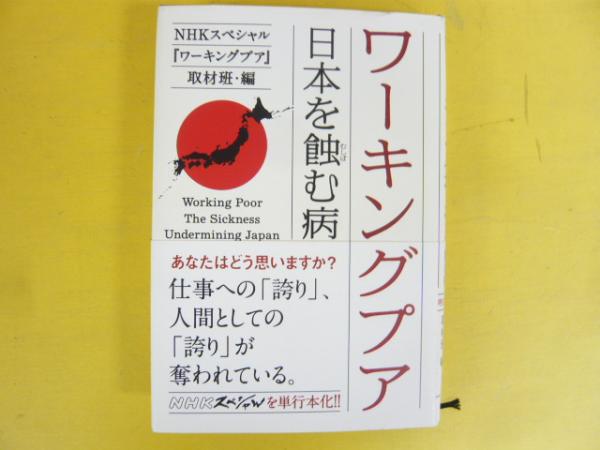 ワーキングプア
日本を蝕む病
むしば
NHKスペシャル
『ワーキングプア』
取材班・編
Working Poor
The Sickness
Undermining Japan
あなたはどう思いますか?
仕事への「誇り」、
人間としての
「誇り」が
奪われている。
NHKスペシャルを単行本化!!